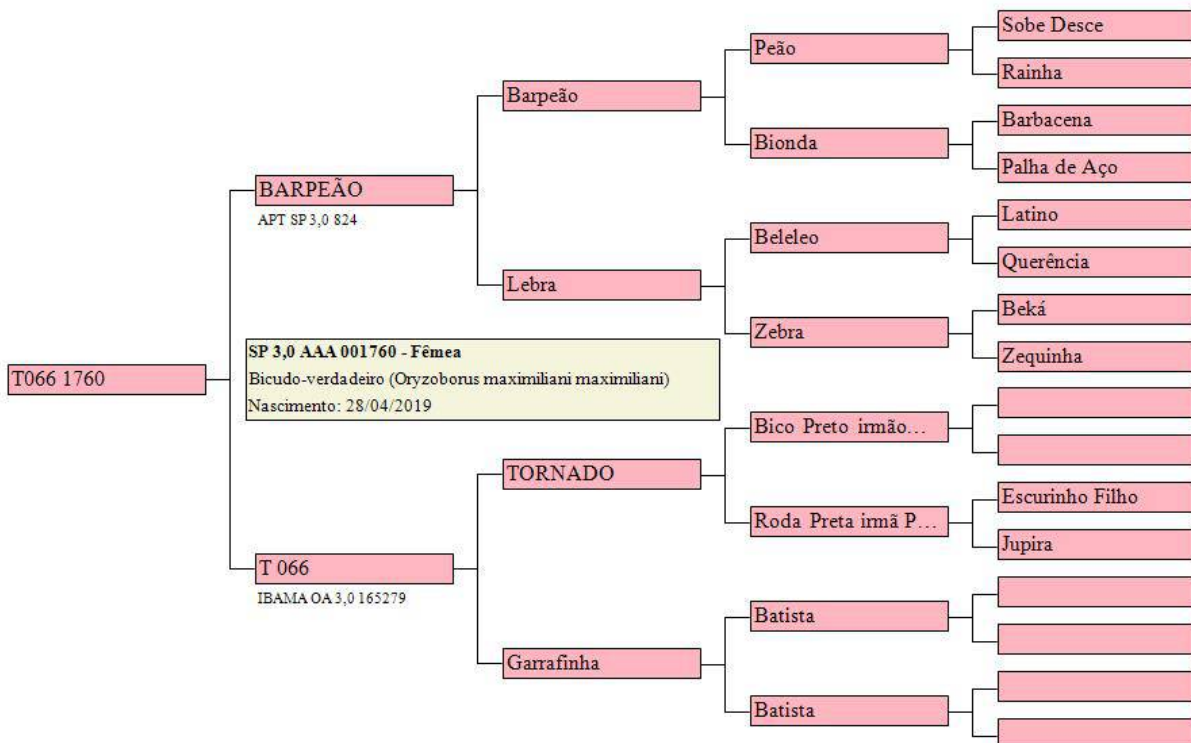 Sobe Desce
Peão
Rainha
Barpeão
Barbacena
Bionda
Palha de Aço
BARPEÃO
APT SP 3,0 824
Latino
Beleleo
Querência
Lebra
Beká
Zebra
Zequinha
T066 1760
SP 3,0 AAA 001760 - Fêmea
Bicudo-verdadeiro (Oryzoborus maximiliani maximiliani)
Nascimento: 28/04/2019
Bico Preto irmão...
TORNADO
Escurinho Filho
Roda Preta irmã P...
Jupira
T 066
IBAMA OA 3,0 165279
Batista
Garrafinha
Batista